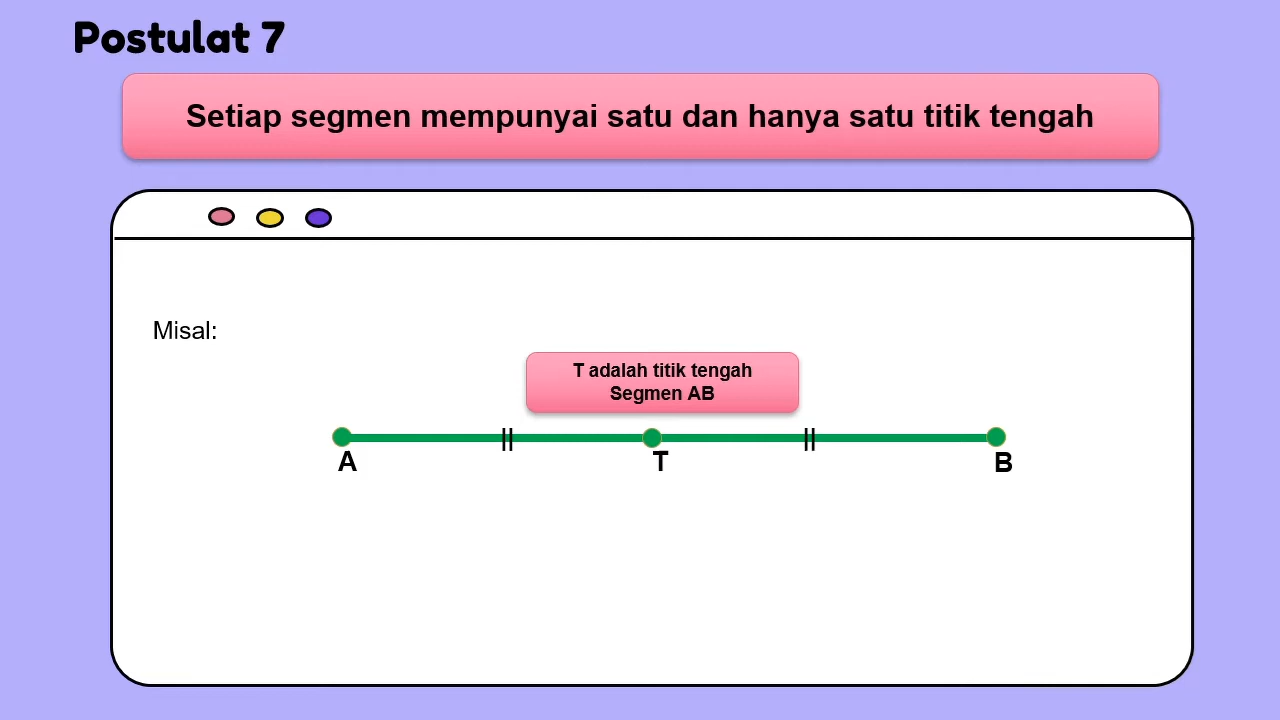 Postulat 7
Setiap segmen mempunyai satu dan hanya satu titik tengah
Misal:
T adalah titik tengah
Segmen AB
A
T
B